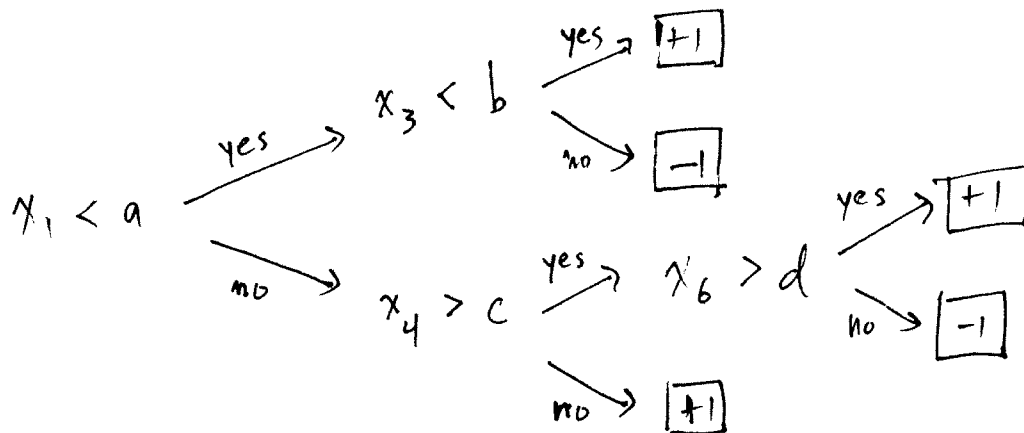 yes
+1
x₃ < b
yes
no
-1
x₁ < a
yes
+1
no
yes
x₆ > d
x₄ > c
no
-1
no
+1